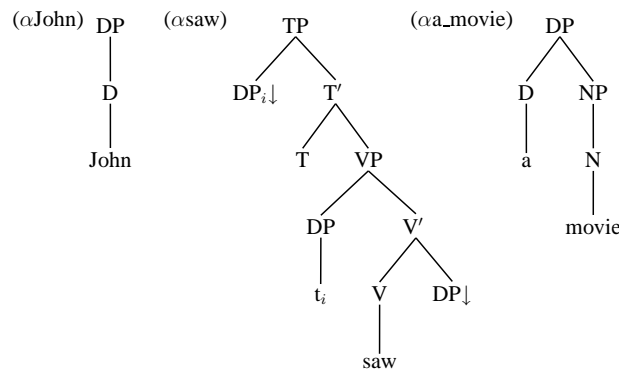 (αJohn) DP (αsaw) TP (αa_movie) DP
D DPᵢ↓ T′ D NP
John T VP a N
DP V′ movie
tᵢ V DP↓
saw